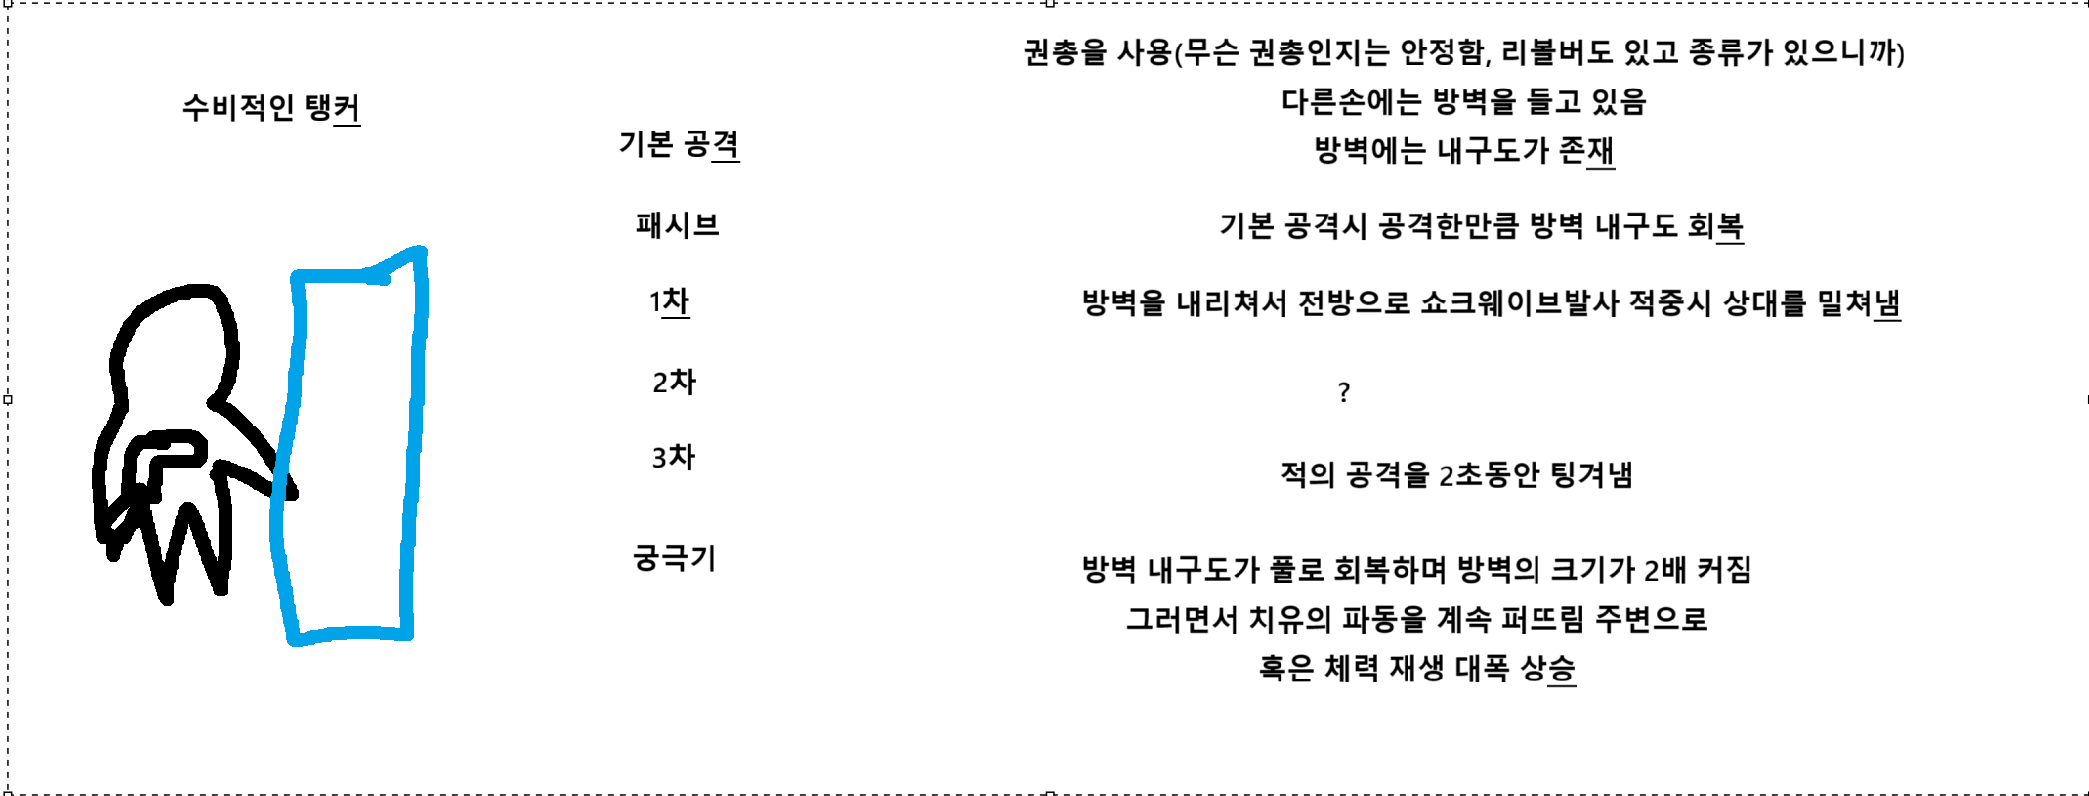 수비적인 탱커
기본 공격
권총을 사용(무슨 권총인지는 안정함, 리볼버도 있고 종류가 있으니까)
다른손에는 방벽을 들고 있음
방벽에는 내구도가 존재
패시브
기본 공격시 공격한만큼 방벽 내구도 회복
1차
방벽을 내리쳐서 전방으로 쇼크웨이브발사 적중시 상대를 밀쳐냄
2차
?
3차
적의 공격을 2초동안 팅겨냄
궁극기
방벽 내구도가 풀로 회복하며 방벽의 크기가 2배 커짐
그러면서 치유의 파동을 계속 퍼뜨림 주변으로
혹은 체력 재생 대폭 상승